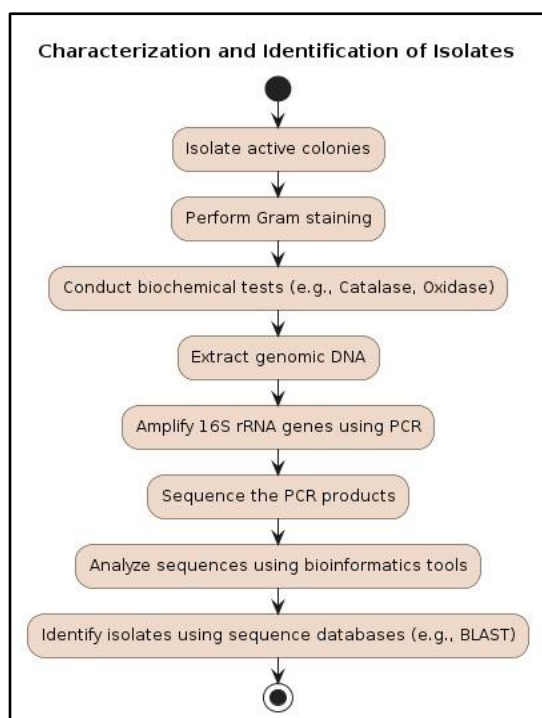 Characterization and Identification of Isolates
Isolate active colonies
Perform Gram staining
Conduct biochemical tests (e.g., Catalase, Oxidase)
Extract genomic DNA
Amplify 16S rRNA genes using PCR
Sequence the PCR products
Analyze sequences using bioinformatics tools
Identify isolates using sequence databases (e.g., BLAST)